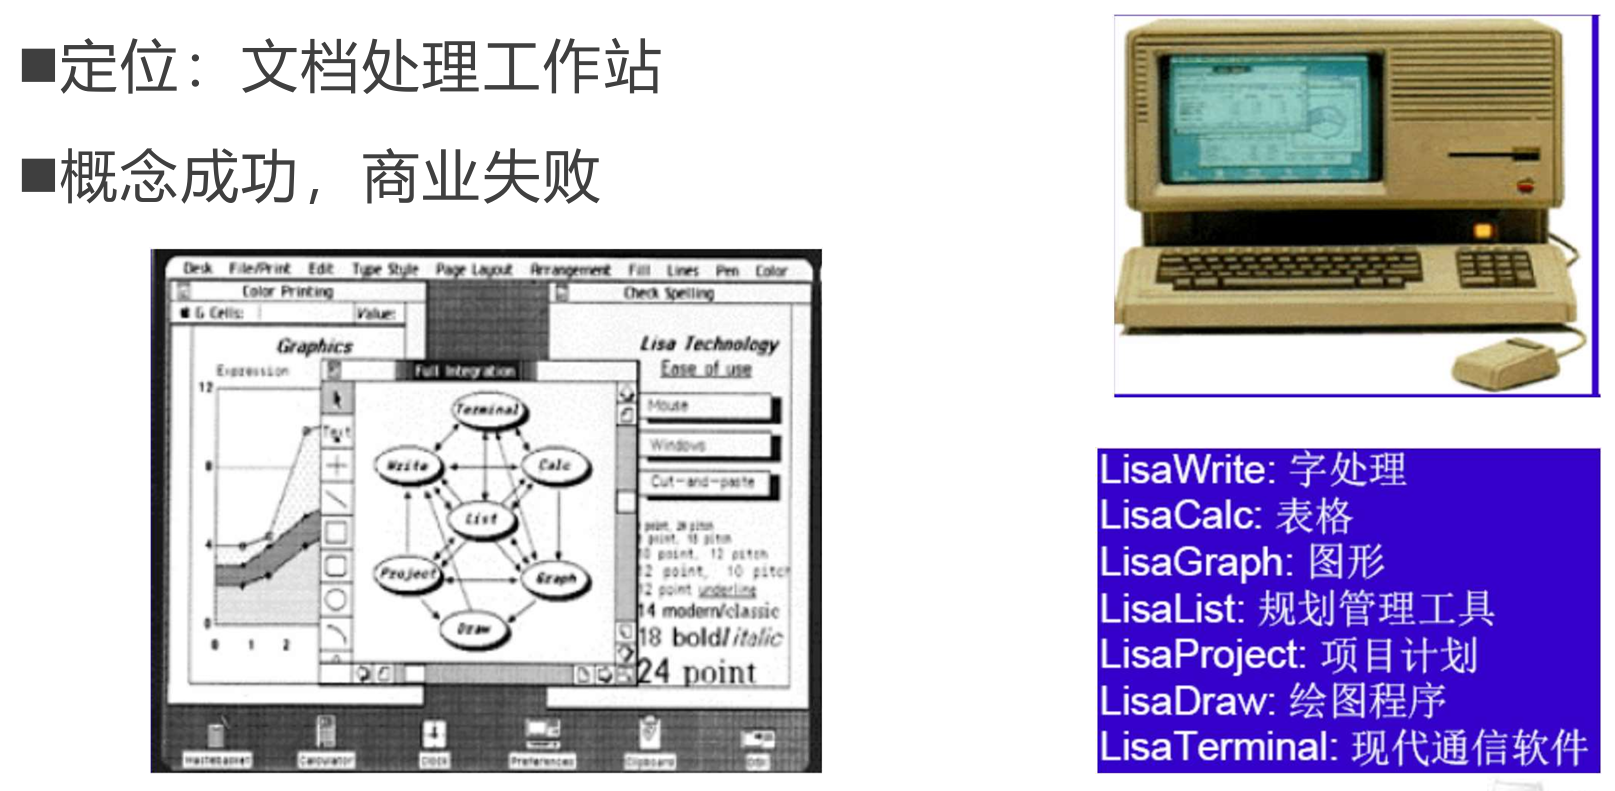 ■定位：文档处理工作站
■概念成功，商业失败
Desk File/Print Edit Type Style Page Layout Arrangement Fill Lines Pen Color
Color Printing
Check Spelling
G Cells: Value:
Graphics
Expression
12
8
4
0
0 1 2
Full Integration
Text
Terminal
Write
Calc
List
Project
Graph
Draw
Lisa Technology
Ease of use
Mouse
Windows
Cut-and-paste
point, 15 pitch
10 point, 12 pitch
12 point, 10 pitch
12 point underline
14 modern/classic
18 bold/italic
24 point
Wastebasket Calculator Clock Preferences Clipboard
LisaWrite: 字处理
LisaCalc: 表格
LisaGraph: 图形
LisaList: 规划管理工具
LisaProject: 项目计划
LisaDraw: 绘图程序
LisaTerminal: 现代通信软件